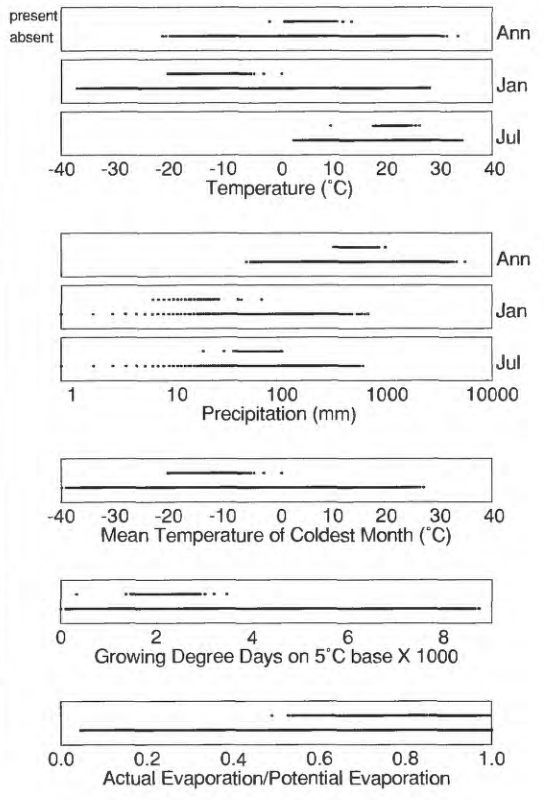 present
absent
Ann
Jan
Jul
-40 -30 -20 -10 0 10 20 30 40
Temperature (°C)
Ann
Jan
Jul
1 10 100 1000 10000
Precipitation (mm)
-40 -30 -20 -10 0 10 20 30 40
Mean Temperature of Coldest Month (°C)
0 2 4 6 8
Growing Degree Days on 5°C base X 1000
0.0 0.2 0.4 0.6 0.8 1.0
Actual Evaporation/Potential Evaporation